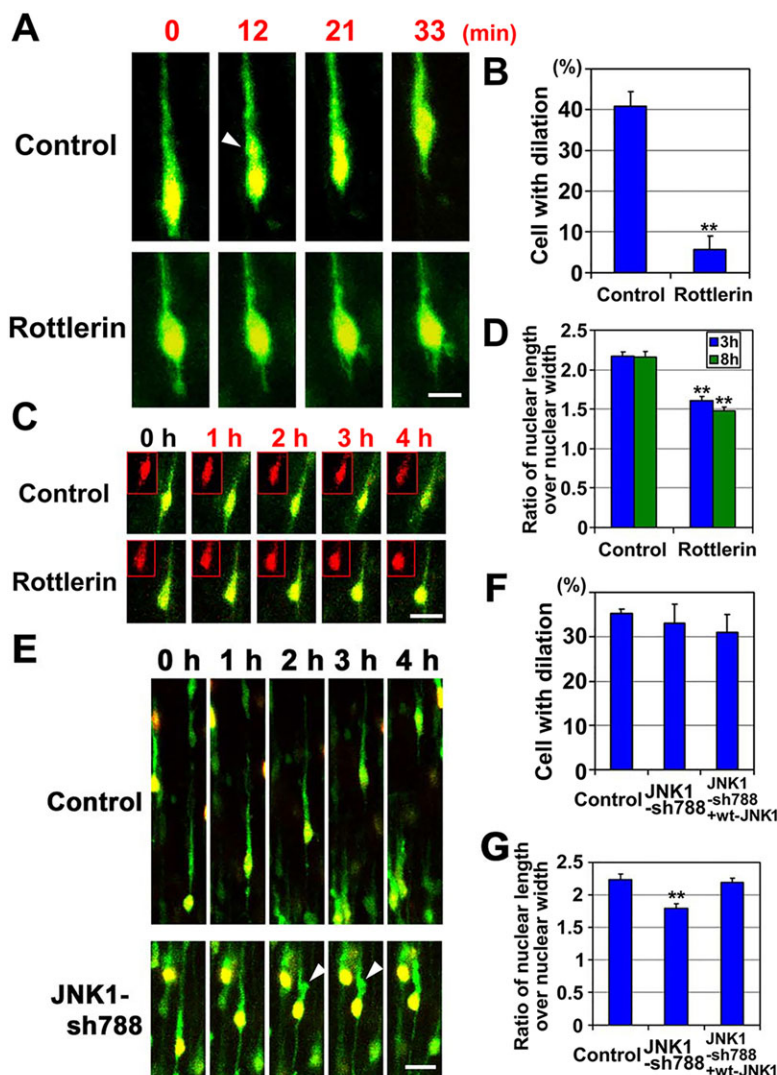 A
0 12 21 33 (min)
Control
Rottlerin
B
(%)
Cell with dilation
40
30
20
10
0
Control Rottlerin
C
0 h 1 h 2 h 3 h 4 h
Control
Rottlerin
D
Ratio of nuclear length
over nuclear width
2.5
2.0
1.5
1.0
0.5
0
3h
8h
**
**
**
Control Rottlerin
E
0 h 1 h 2 h 3 h 4 h
Control
JNK1-
sh788
F
(%)
Cell with dilation
30
30
10
0
Control
JNK1
-sh788
JNK1
-sh788
+wt-JNK1
G
Ratio of nuclear length
over nuclear width
2.5
2
1.5
1
0.5
0
**
Control
JNK1
-sh788
JNK1
-sh788
+wt-JNK1